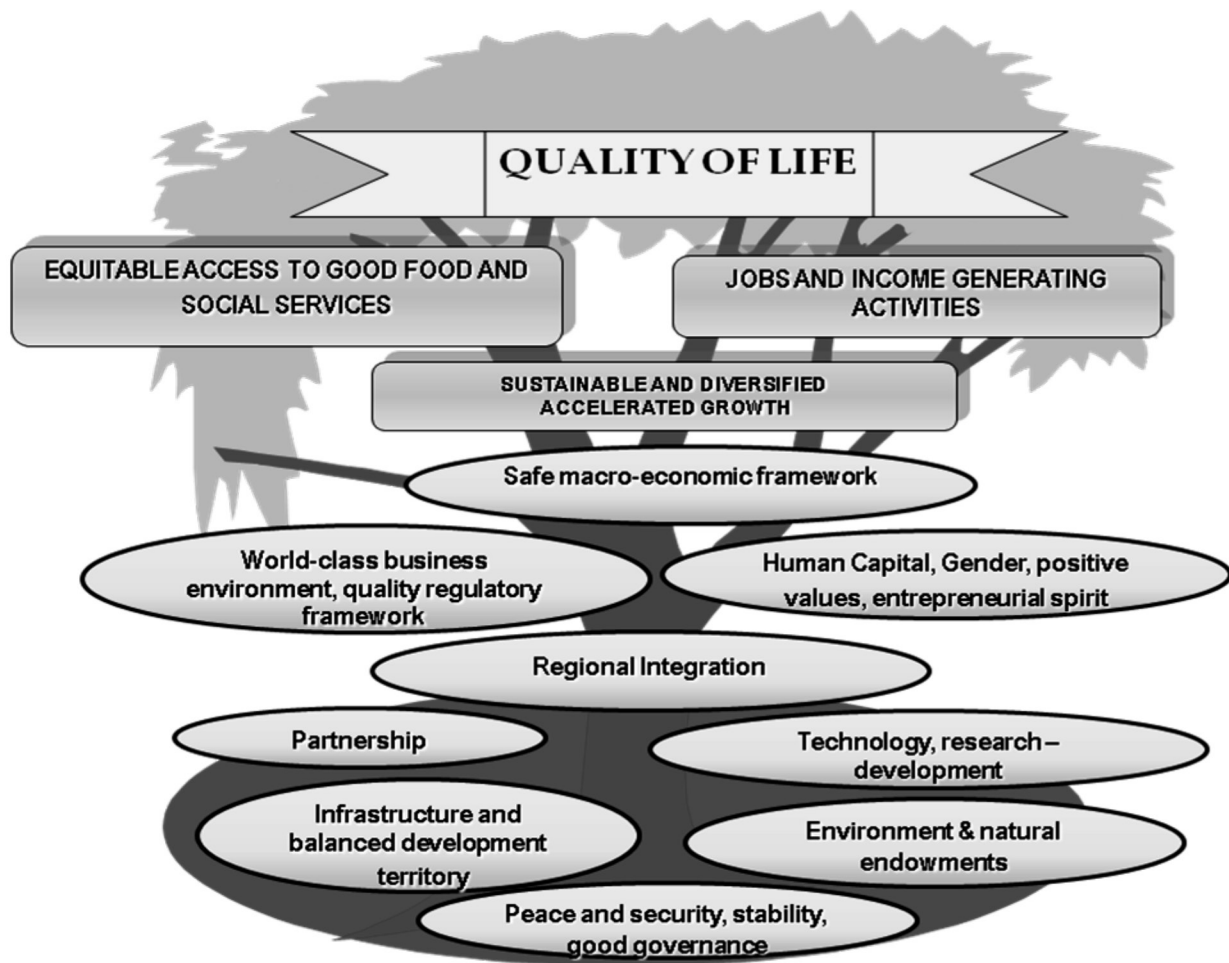 QUALITY OF LIFE
EQUITABLE ACCESS TO GOOD FOOD AND
SOCIAL SERVICES
JOBS AND INCOME GENERATING
ACTIVITIES
SUSTAINABLE AND DIVERSIFIED
ACCELERATED GROWTH
Safe macro-economic framework
World-class business
environment, quality regulatory
framework
Human Capital, Gender, positive
values, entrepreneurial spirit
Regional Integration
Partnership
Technology, research –
development
Infrastructure and
balanced development
territory
Environment & natural
endowments
Peace and security, stability,
good governance